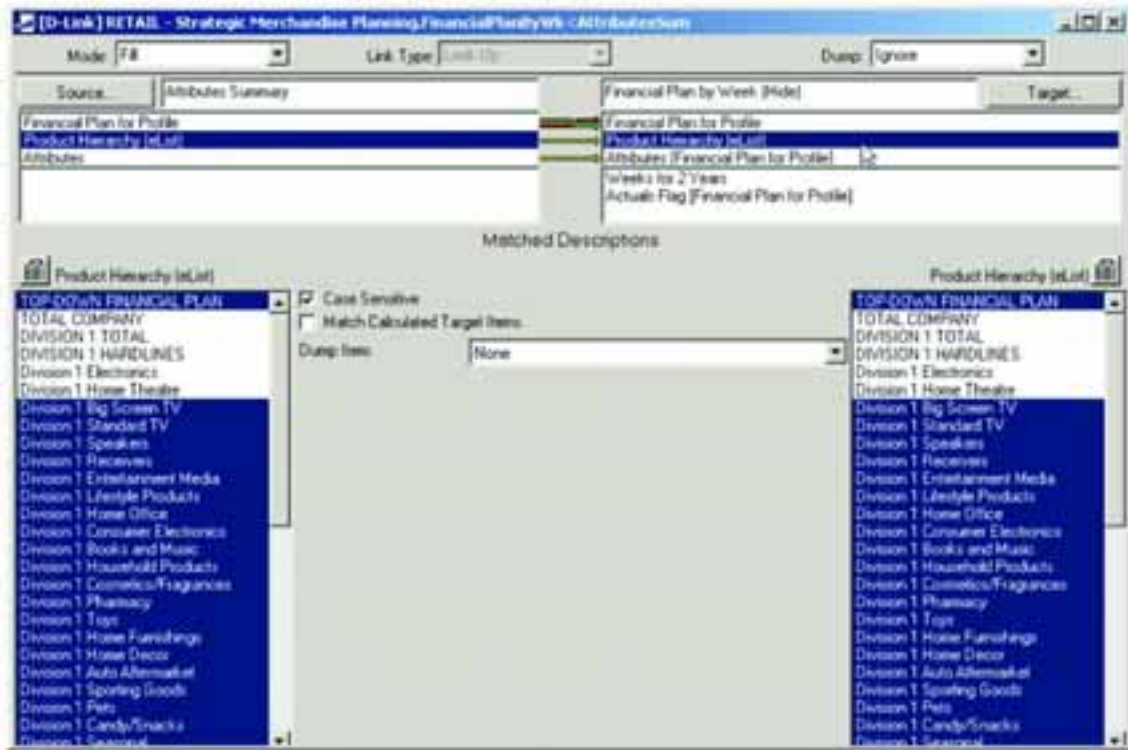 [D-Link] RETAIL - Strategic Merchandise Planning.FinancialPlanbyWk<AttributesSum
Mode: Fill
Link Type: Look-Up
Dump: Ignore
Source...
Attributes Summary
Financial Plan by Week (Hide)
Target...
Financial Plan for Profile
Product Hierarchy (eList)
Attributes
Financial Plan for Profile
Product Hierarchy (eList)
Attributes [Financial Plan for Profile]
Weeks for 2 Years
Actuals Flag [Financial Plan for Profile]
Matched Descriptions
Product Hierarchy (eList)
Product Hierarchy (eList)
TOP-DOWN FINANCIAL PLAN
TOTAL COMPANY
DIVISION 1 TOTAL
DIVISION 1 HARDLINES
Division 1 Electronics
Division 1 Home Theatre
Division 1 Big Screen TV
Division 1 Standard TV
Division 1 Speakers
Division 1 Receivers
Division 1 Entertainment Media
Division 1 Lifestyle Products
Division 1 Home Office
Division 1 Consumer Electronics
Division 1 Books and Music
Division 1 Household Products
Division 1 Cosmetics/Fragrances
Division 1 Pharmacy
Division 1 Toys
Division 1 Home Furnishings
Division 1 Home Decor
Division 1 Auto Aftermarket
Division 1 Sporting Goods
Division 1 Pets
Division 1 Candy/Snacks
Division 1 Seasonal
Case Sensitive
Match Calculated Target Items
Dump Item:
None
TOP-DOWN FINANCIAL PLAN
TOTAL COMPANY
DIVISION 1 TOTAL
DIVISION 1 HARDLINES
Division 1 Electronics
Division 1 Home Theatre
Division 1 Big Screen TV
Division 1 Standard TV
Division 1 Speakers
Division 1 Receivers
Division 1 Entertainment Media
Division 1 Lifestyle Products
Division 1 Home Office
Division 1 Consumer Electronics
Division 1 Books and Music
Division 1 Household Products
Division 1 Cosmetics/Fragrances
Division 1 Pharmacy
Division 1 Toys
Division 1 Home Furnishings
Division 1 Home Decor
Division 1 Auto Aftermarket
Division 1 Sporting Goods
Division 1 Pets
Division 1 Candy/Snacks
Division 1 Seasonal